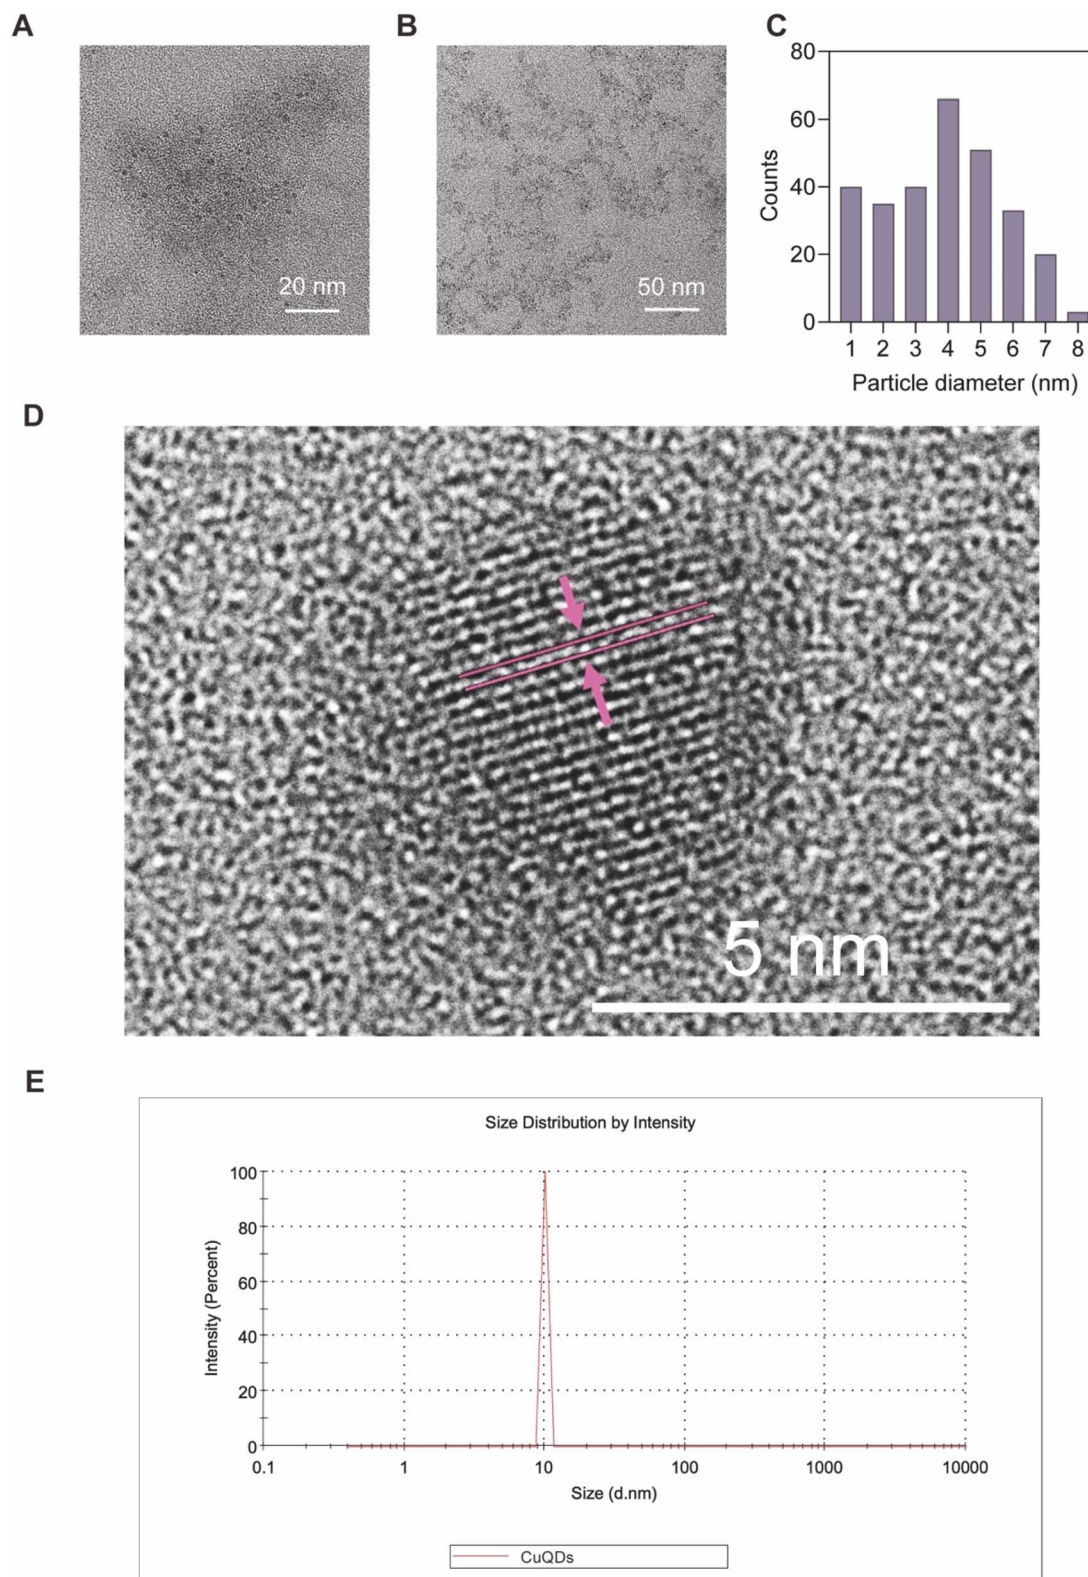 A
B
C
20 nm
50 nm
80
60
40
20
0
Counts
1 2 3 4 5 6 7 8
Particle diameter (nm)
D
5 nm
E
Size Distribution by Intensity
100
80
60
40
20
0
Intensity (Percent)
0.1 1 10 100 1000 10000
Size (d.nm)
CuQDs